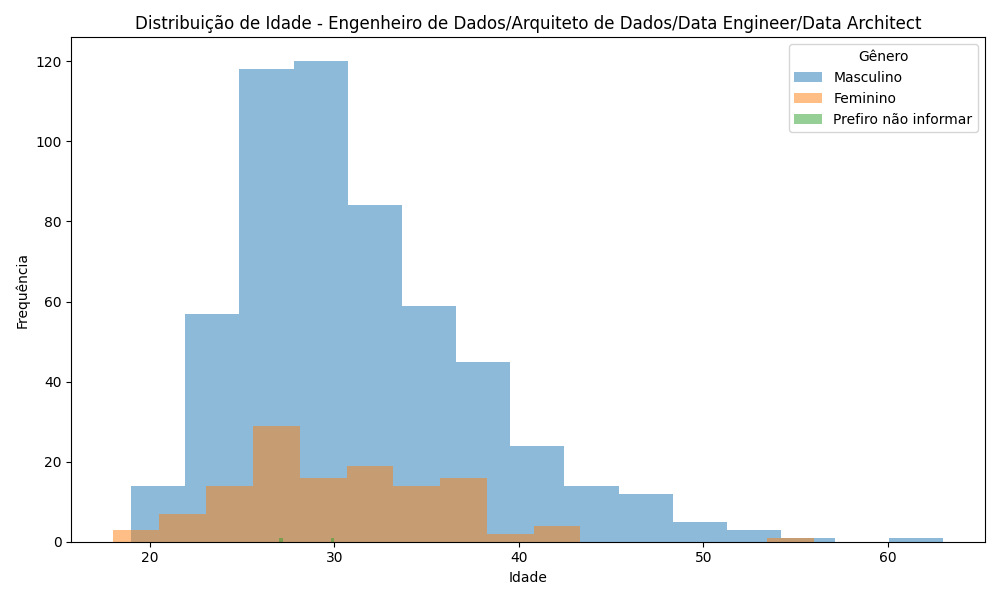 Distribuição de Idade - Engenheiro de Dados/Arquiteto de Dados/Data Engineer/Data Architect
Gênero
Masculino
Feminino
Prefiro não informar
Frequência
120
100
80
60
40
20
0
20
30
40
50
60
Idade